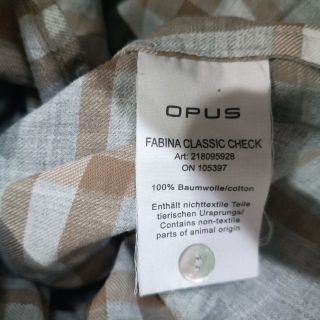 OPUS
FABINA CLASSIC CHECK
Art: 218095928
ON 105397
100% Baumwolle/cotton
Enthält nichttextile Teile
tierischen Ursprungs/
Contains non-textile
parts of animal origin